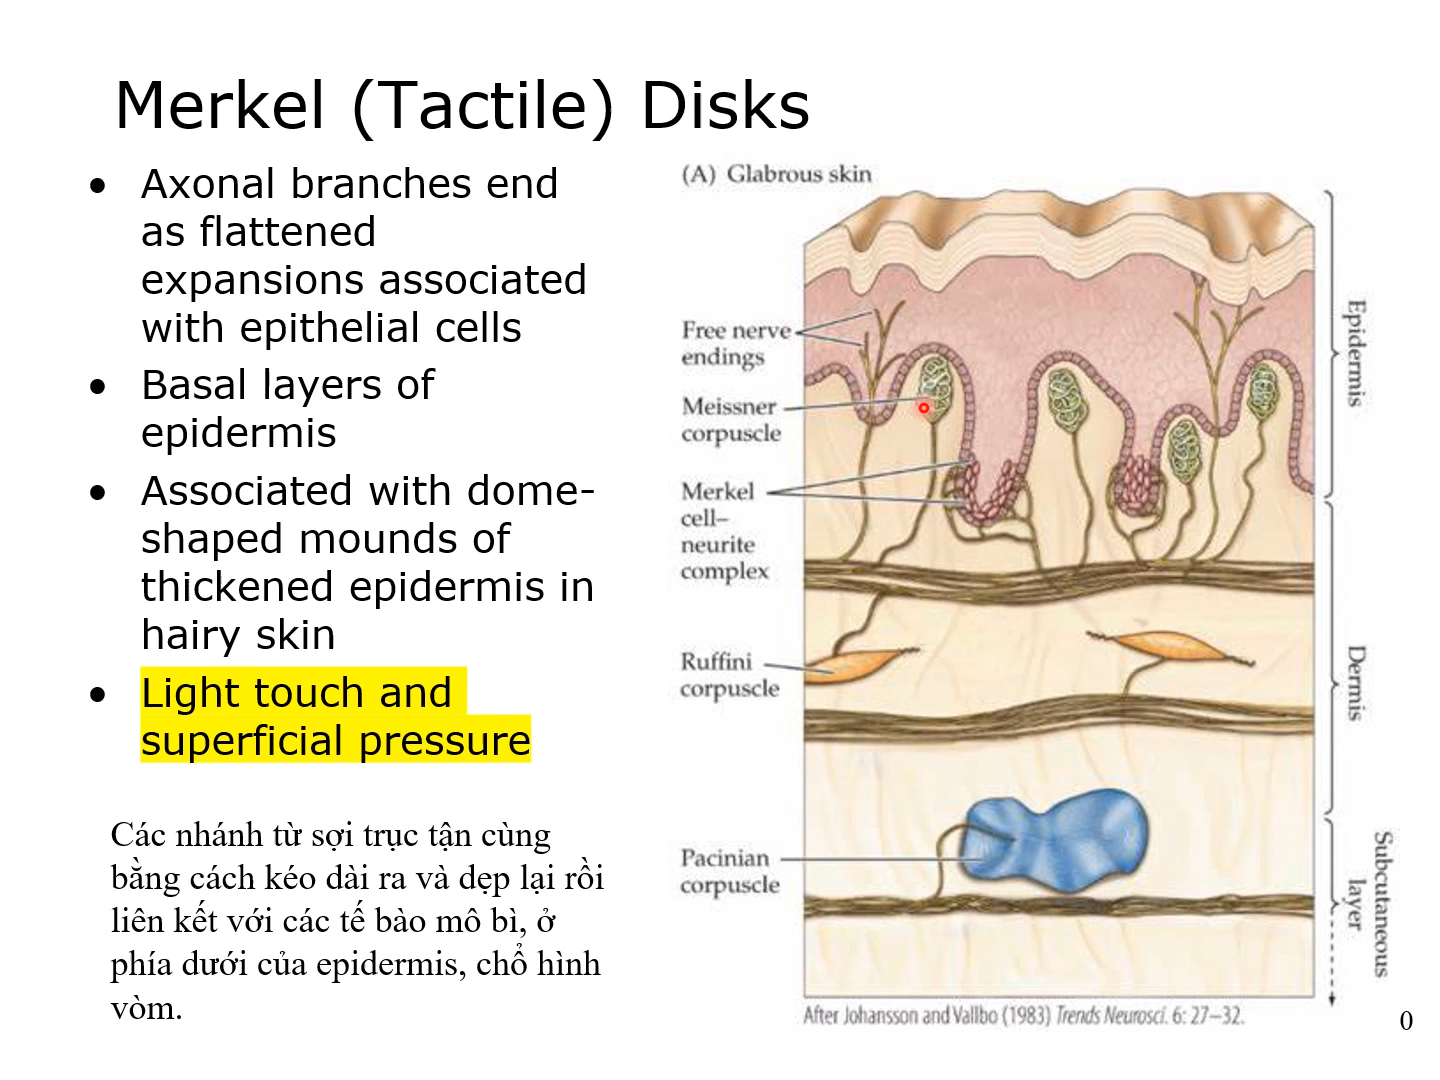 Merkel (Tactile) Disks
• Axonal branches end
as flattened
expansions associated
with epithelial cells
• Basal layers of
epidermis
• Associated with dome-
shaped mounds of
thickened epidermis in
hairy skin
• Light touch and
superficial pressure
Các nhánh từ sợi trục tận cùng
bằng cách kéo dài ra và dẹp lại rồi
liên kết với các tế bào mô bì, ở
phía dưới của epidermis, chổ hình
vòm.
(A) Glabrous skin
Free nerve
endings
Meissner
corpuscle
Merkel
cell–
neurite
complex
Ruffini
corpuscle
Pacinian
corpuscle
Epidermis
Dermis
Subcutaneous
layer
After Johansson and Vallbo (1983) Trends Neurosci. 6: 27–32.
0